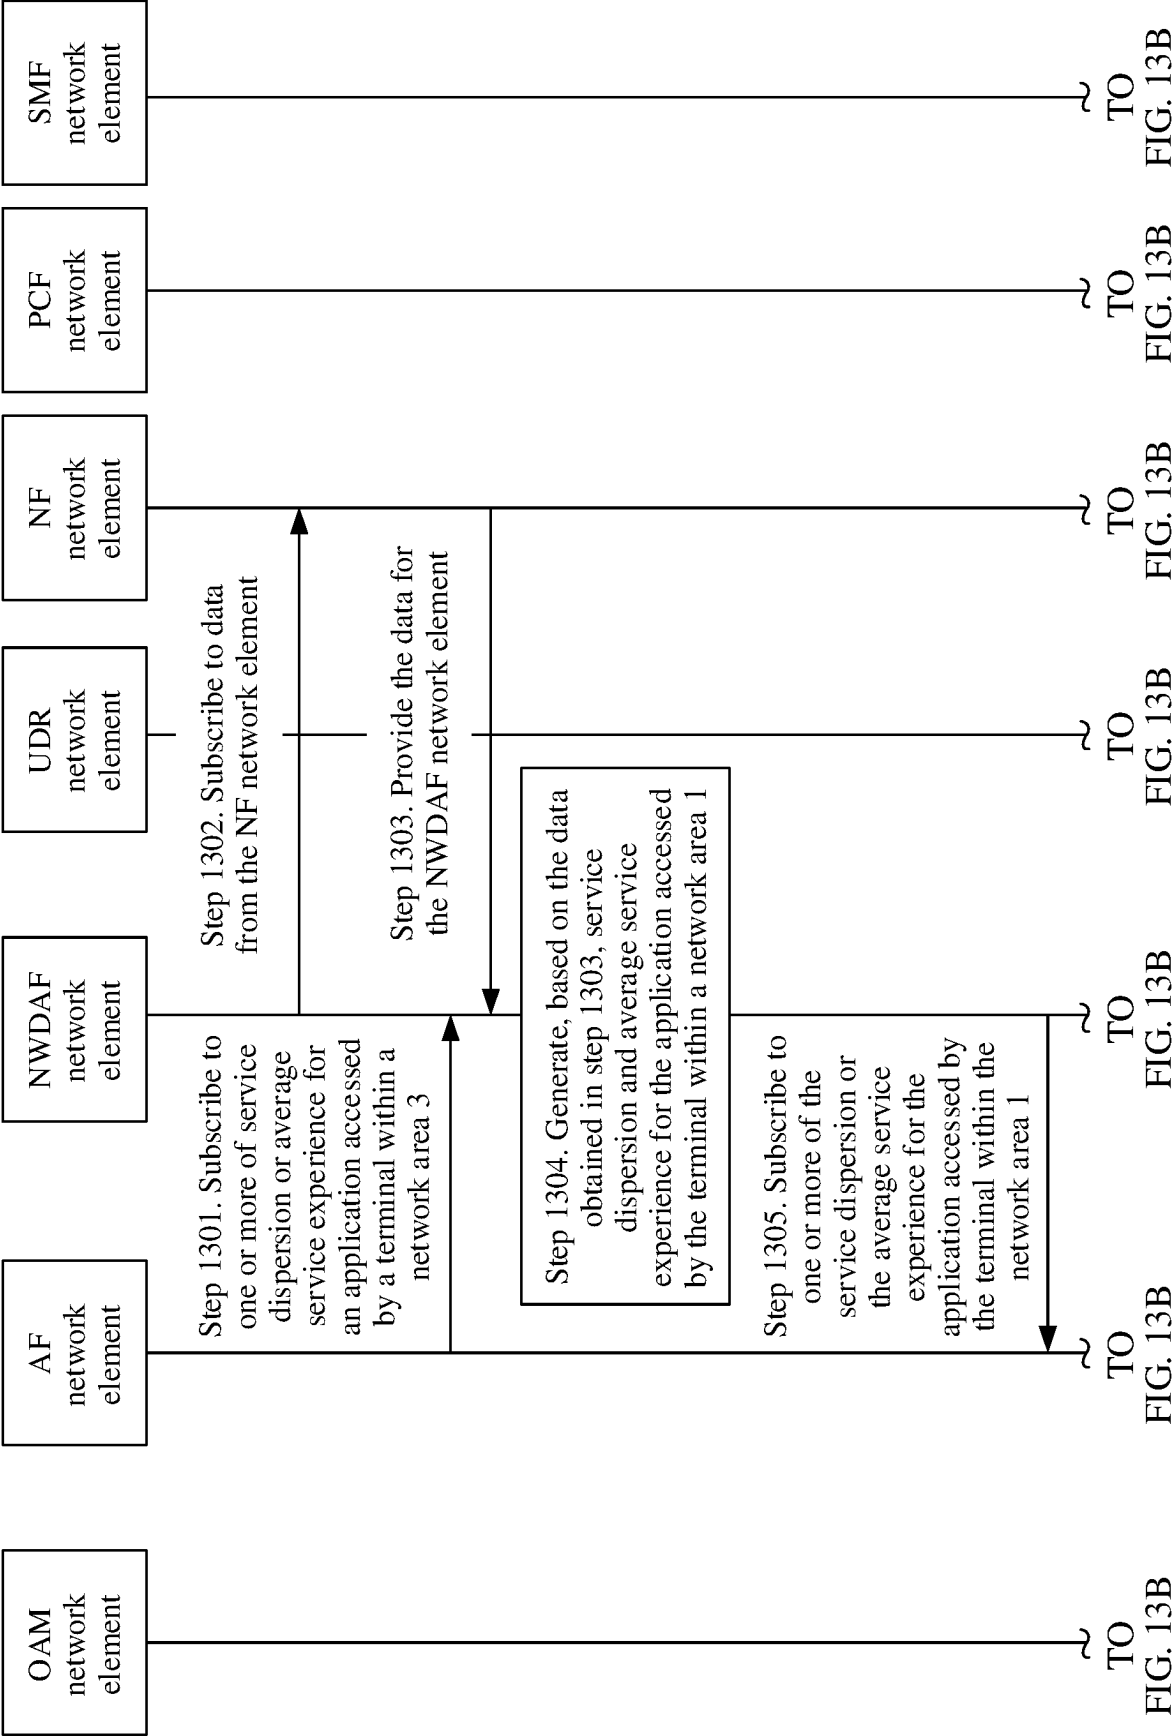 OAM
network
element
AF
network
element
NWDAF
network
element
UDR
network
element
NF
network
element
PCF
network
element
SMF
network
element
Step 1301. Subscribe to
one or more of service
dispersion or average
service experience for
an application accessed
by a terminal within a
network area 3
Step 1302. Subscribe to data
from the NF network element
Step 1303. Provide the data for
the NWDAF network element
Step 1304. Generate, based on the data
obtained in step 1303, service
dispersion and average service
experience for the application accessed
by the terminal within a network area 1
Step 1305. Subscribe to
one or more of the
service dispersion or
the average service
experience for the
application accessed by
the terminal within the
network area 1
TO
FIG. 13B
TO
FIG. 13B
TO
FIG. 13B
TO
FIG. 13B
TO
FIG. 13B
TO
FIG. 13B
TO
FIG. 13B